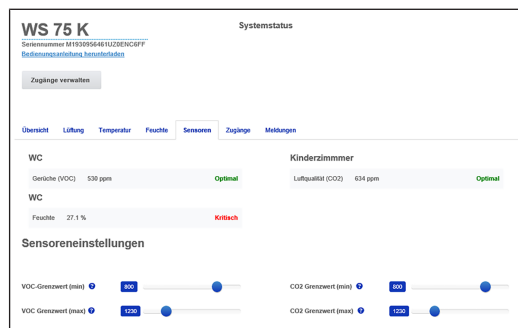 WS 75 K
Systemstatus
Seriennummer M1930956461UZ0ENC6FF
Bedienungsanleitung herunterladen
Zugänge verwalten
Übersicht Lüftung Temperatur Feuchte Sensoren Zugänge Meldungen
WC
Gerüche (VOC) 530 ppm Optimal
Kinderzimmmer
Luftqualität (CO2) 634 ppm Optimal
WC
Feuchte 27.1 % Kritisch
Sensoreneinstellungen
VOC-Grenzwert (min) ? 800
CO2 Grenzwert (min) ? 800
VOC Grenzwert (max) ? 1230
CO2 Grenzwert (max) ? 1230